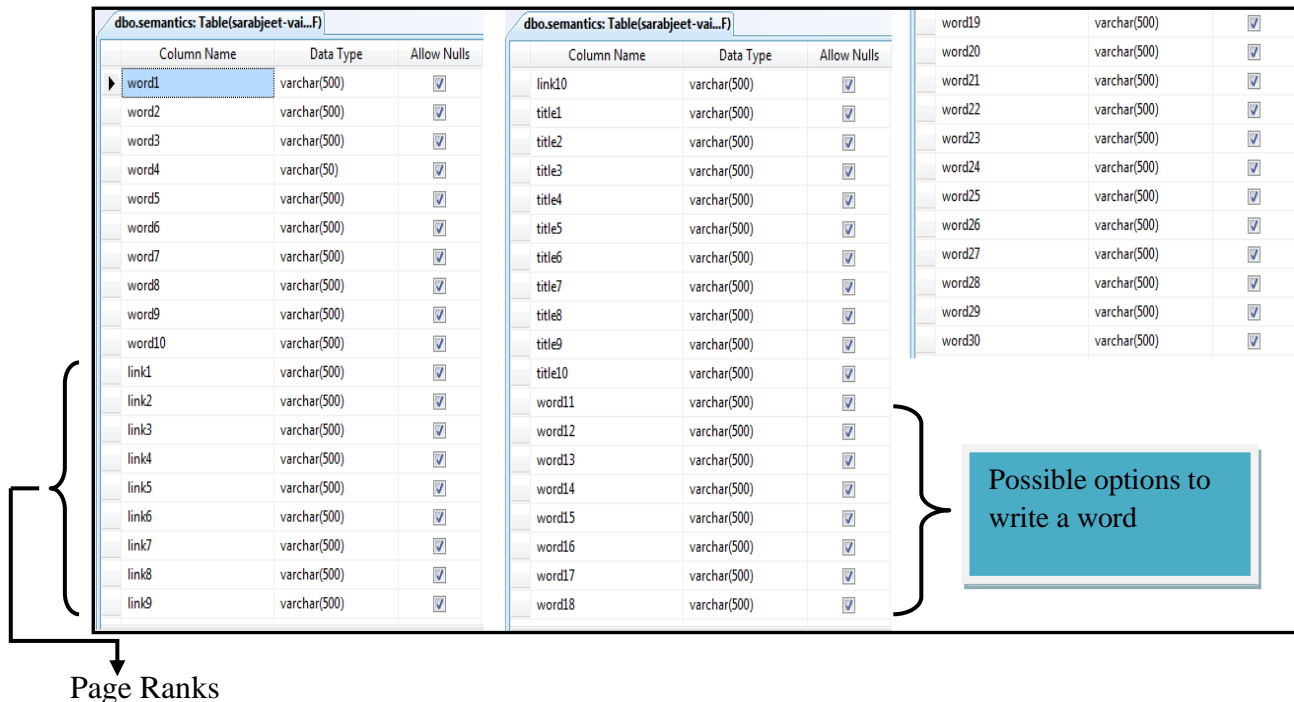 dbo.semantics: Table(sarabjeet-vai...F)
Column Name Data Type Allow Nulls
word1 varchar(500)
word2 varchar(500)
word3 varchar(500)
word4 varchar(50)
word5 varchar(500)
word6 varchar(500)
word7 varchar(500)
word8 varchar(500)
word9 varchar(500)
word10 varchar(500)
link1 varchar(500)
link2 varchar(500)
link3 varchar(500)
link4 varchar(500)
link5 varchar(500)
link6 varchar(500)
link7 varchar(500)
link8 varchar(500)
link9 varchar(500)
Page Ranks
dbo.semantics: Table(sarabjeet-vai...F)
Column Name Data Type Allow Nulls
link10 varchar(500)
title1 varchar(500)
title2 varchar(500)
title3 varchar(500)
title4 varchar(500)
title5 varchar(500)
title6 varchar(500)
title7 varchar(500)
title8 varchar(500)
title9 varchar(500)
title10 varchar(500)
word11 varchar(500)
word12 varchar(500)
word13 varchar(500)
word14 varchar(500)
word15 varchar(500)
word16 varchar(500)
word17 varchar(500)
word18 varchar(500)
word19 varchar(500)
word20 varchar(500)
word21 varchar(500)
word22 varchar(500)
word23 varchar(500)
word24 varchar(500)
word25 varchar(500)
word26 varchar(500)
word27 varchar(500)
word28 varchar(500)
word29 varchar(500)
word30 varchar(500)
Possible options to
write a word